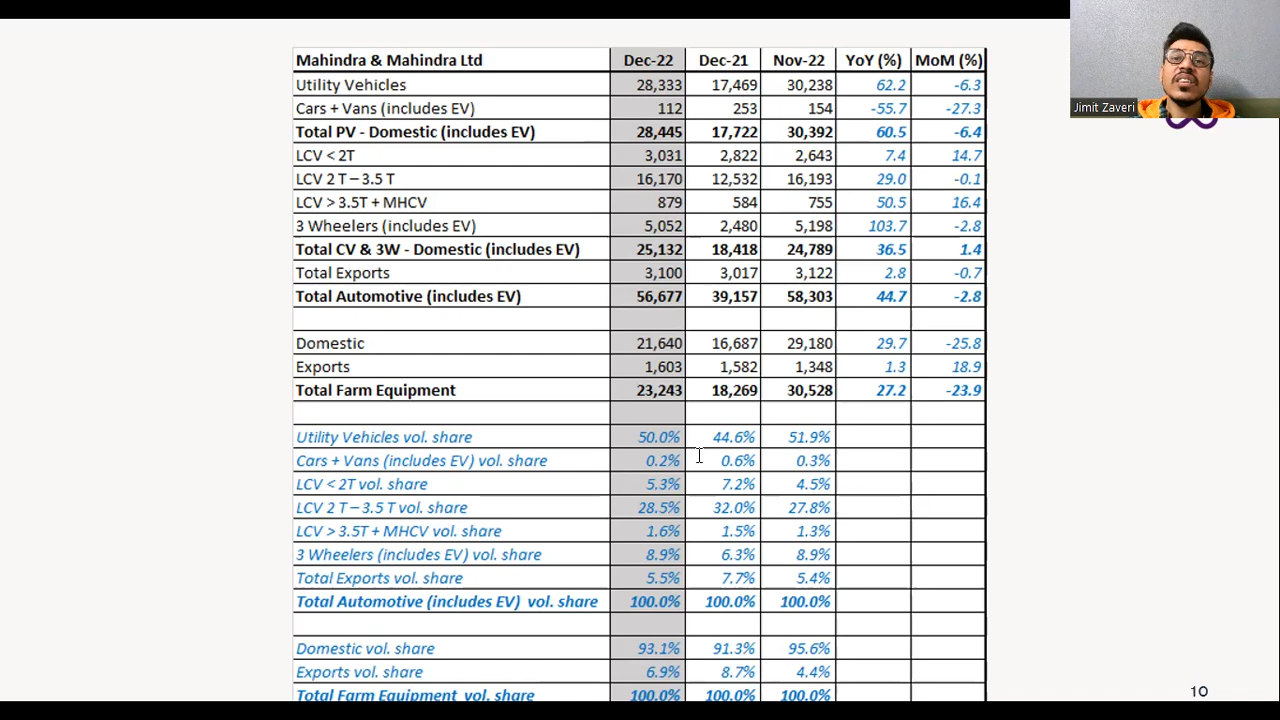 Mahindra & Mahindra Ltd Dec-22 Dec-21 Nov-22 YoY (%) MoM (%)
Utility Vehicles 28,333 17,469 30,238 62.2 -6.3
Cars + Vans (includes EV) 112 253 154 -55.7 -27.3
Total PV - Domestic (includes EV) 28,445 17,722 30,392 60.5 -6.4
LCV < 2T 3,031 2,822 2,643 7.4 14.7
LCV 2 T – 3.5 T 16,170 12,532 16,193 29.0 -0.1
LCV > 3.5T + MHCV 879 584 755 50.5 16.4
3 Wheelers (includes EV) 5,052 2,480 5,198 103.7 -2.8
Total CV & 3W - Domestic (includes EV) 25,132 18,418 24,789 36.5 1.4
Total Exports 3,100 3,017 3,122 2.8 -0.7
Total Automotive (includes EV) 56,677 39,157 58,303 44.7 -2.8
Domestic 21,640 16,687 29,180 29.7 -25.8
Exports 1,603 1,582 1,348 1.3 18.9
Total Farm Equipment 23,243 18,269 30,528 27.2 -23.9
Utility Vehicles vol. share 50.0% 44.6% 51.9%
Cars + Vans (includes EV) vol. share 0.2% 0.6% 0.3%
LCV < 2T vol. share 5.3% 7.2% 4.5%
LCV 2 T – 3.5 T vol. share 28.5% 32.0% 27.8%
LCV > 3.5T + MHCV vol. share 1.6% 1.5% 1.3%
3 Wheelers (includes EV) vol. share 8.9% 6.3% 8.9%
Total Exports vol. share 5.5% 7.7% 5.4%
Total Automotive (includes EV) vol. share 100.0% 100.0% 100.0%
Domestic vol. share 93.1% 91.3% 95.6%
Exports vol. share 6.9% 8.7% 4.4%
Total Farm Equipment vol. share 100.0% 100.0% 100.0%
Jimit Zaveri
10